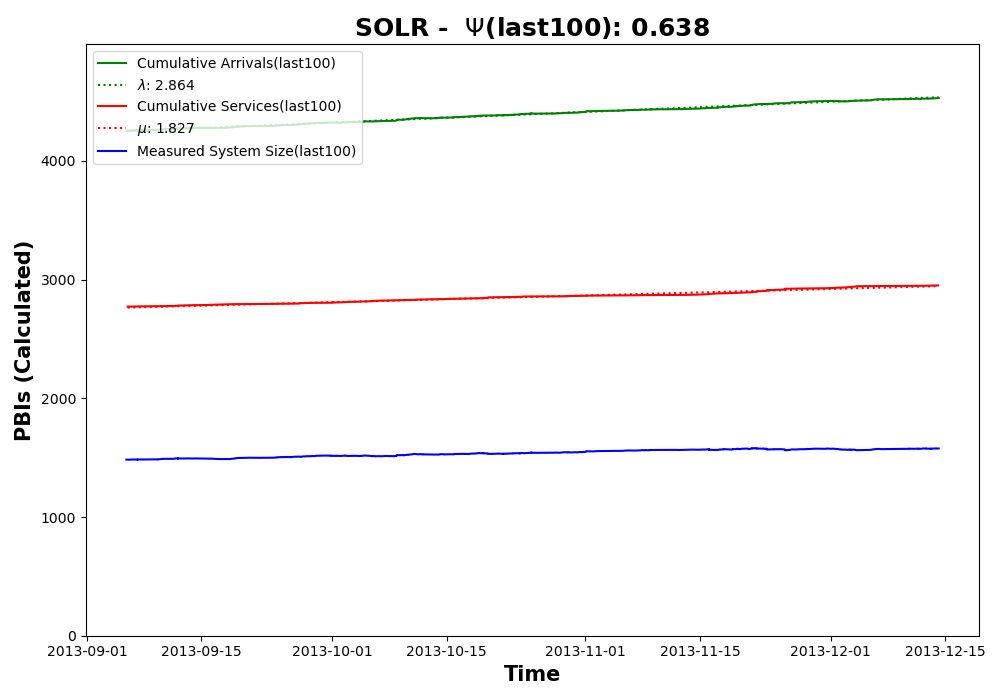 SOLR - Ψ(last100): 0.638
Cumulative Arrivals(last100)
λ: 2.864
Cumulative Services(last100)
μ: 1.827
Measured System Size(last100)
PBIs (Calculated)
4000
3000
2000
1000
0
2013-09-01 2013-09-15 2013-10-01 2013-10-15 2013-11-01 2013-11-15 2013-12-01 2013-12-15
Time